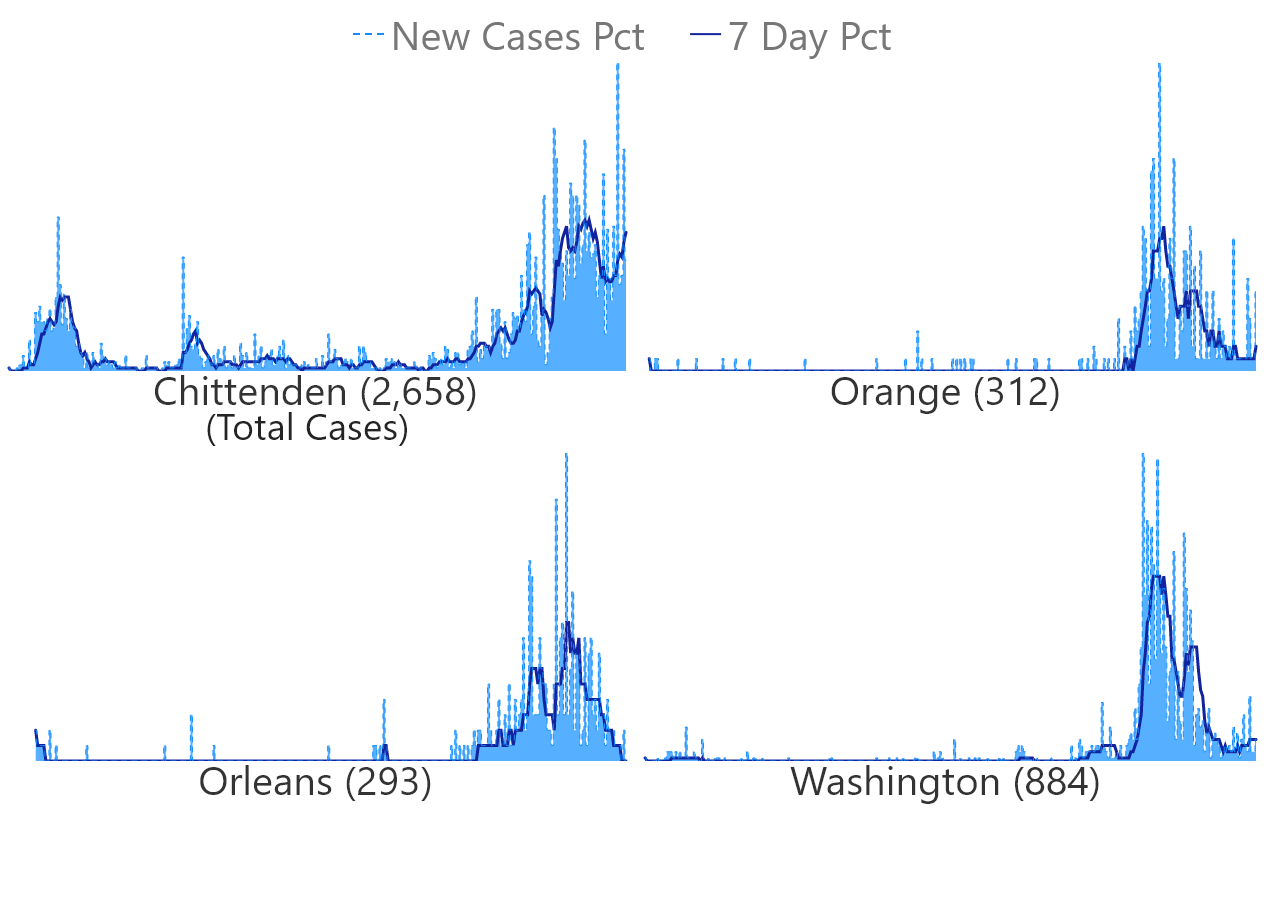 New Cases Pct 7 Day Pct
Chittenden (2,658)
(Total Cases)
Orange (312)
Orleans (293)
Washington (884)